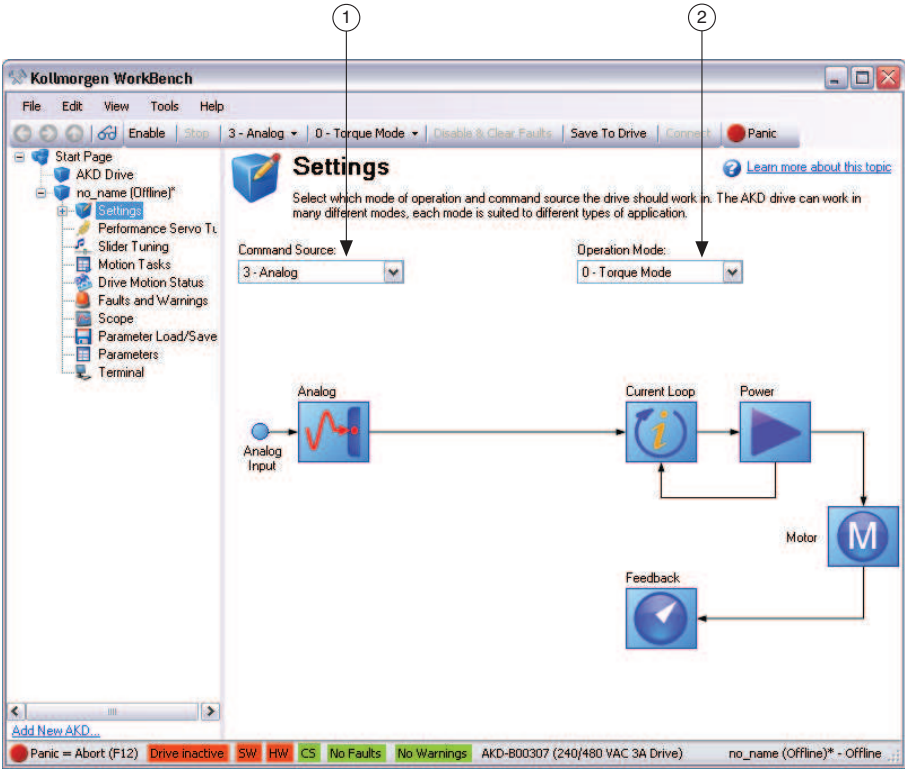 1
2
Kollmorgen WorkBench
File Edit View Tools Help
Enable Stop 3 - Analog 0 - Torque Mode Disable & Clear Faults Save To Drive Connect Panic
Start Page
AKD Drive
no_name (Offline)*
Settings
Performance Servo Tu
Slider Tuning
Motion Tasks
Drive Motion Status
Faults and Warnings
Scope
Parameter Load/Save
Parameters
Terminal
Add New AKD...
Settings
Learn more about this topic
Select which mode of operation and command source the drive should work in. The AKD drive can work in
many different modes, each mode is suited to different types of application.
Command Source:
3 - Analog
Operation Mode:
0 - Torque Mode
Analog
Analog
Input
Current Loop
i
Power
Motor
M
Feedback
Panic = Abort (F12) Drive inactive SW HW CS No Faults No Warnings AKD-B00307 (240/480 VAC 3A Drive) no_name (Offline)* - Offline